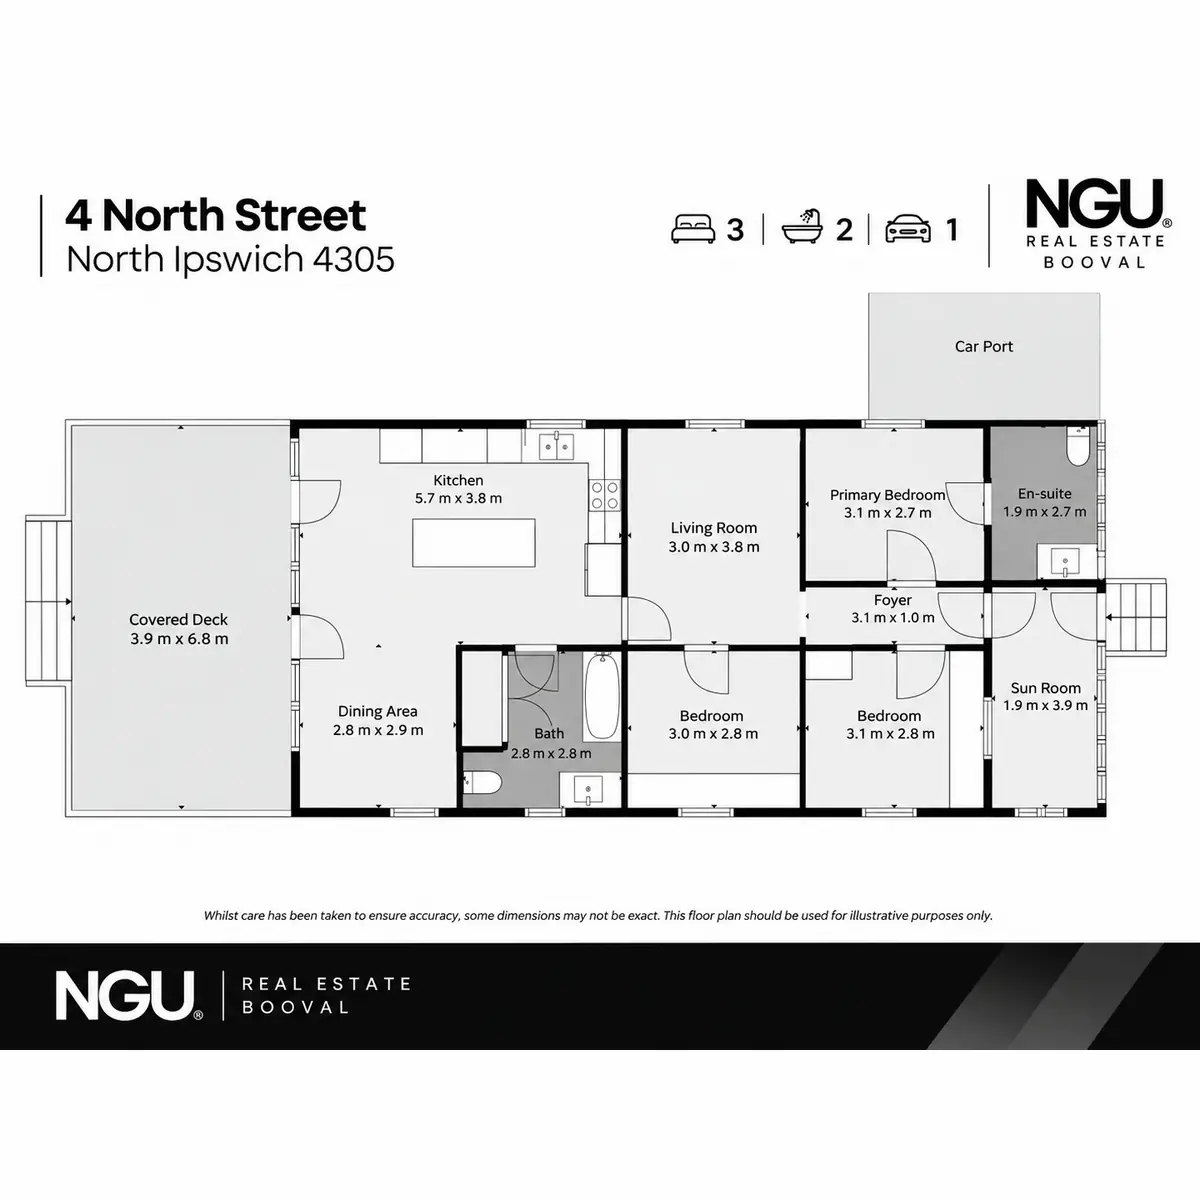 4 North Street
North Ipswich 4305
3
2
1
NGU®
REAL ESTATE
BOOVAL
Car Port
Kitchen
5.7 m x 3.8 m
Living Room
3.0 m x 3.8 m
Primary Bedroom
3.1 m x 2.7 m
En-suite
1.9 m x 2.7 m
Covered Deck
3.9 m x 6.8 m
Foyer
3.1 m x 1.0 m
Dining Area
2.8 m x 2.9 m
Bath
2.8 m x 2.8 m
Bedroom
3.0 m x 2.8 m
Bedroom
3.1 m x 2.8 m
Sun Room
1.9 m x 3.9 m
Whilst care has been taken to ensure accuracy, some dimensions may not be exact. This floor plan should be used for illustrative purposes only.
NGU®
REAL ESTATE
BOOVAL